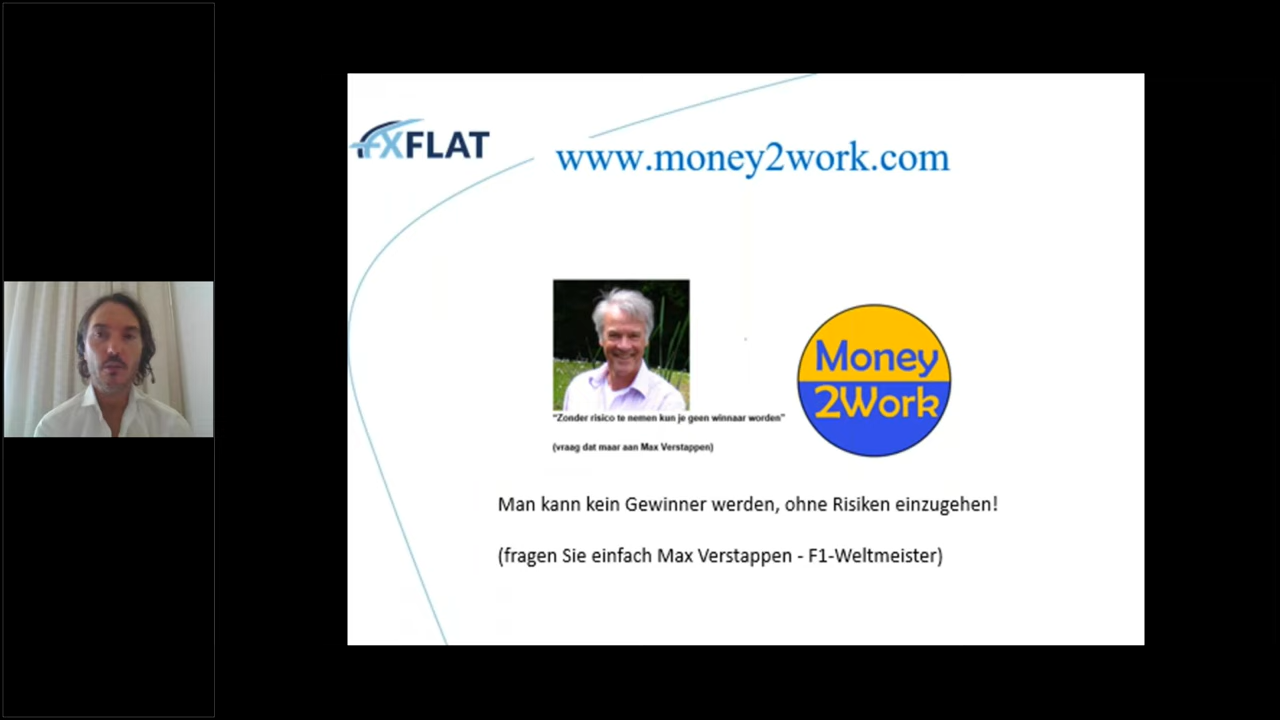 FXFLAT
www.money2work.com
Money
2Work
"Zonder risico te nemen kun je geen winnaar worden"
(vraag dat maar aan Max Verstappen)
Man kann kein Gewinner werden, ohne Risiken einzugehen!
(fragen Sie einfach Max Verstappen - F1-Weltmeister)